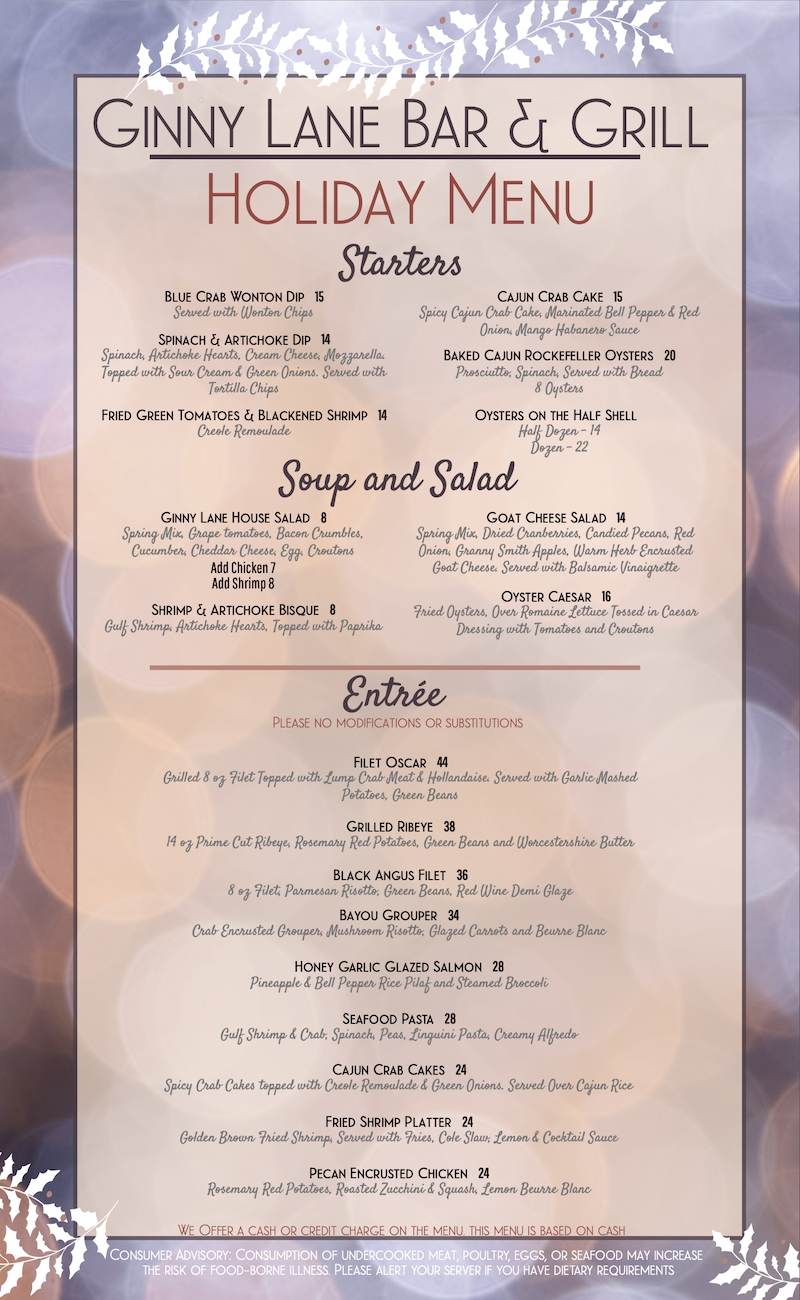 Ginny Lane Bar & Grill
Holiday Menu
Starters
Blue Crab Wonton Dip 15
Served with Wonton Chips
Spinach & Artichoke Dip 14
Spinach, Artichoke Hearts, Cream Cheese, Mozzarella.
Topped with Sour Cream & Green Onions. Served with
Tortilla Chips
Fried Green Tomatoes & Blackened Shrimp 14
Creole Remoulade
Cajun Crab Cake 15
Spicy Cajun Crab Cake, Marinated Bell Pepper & Red
Onion, Mango Habanero Sauce
Baked Cajun Rockefeller Oysters 20
Prosciutto, Spinach, Served with Bread
8 Oysters
Oysters on the Half Shell
Half Dozen - 14
Dozen - 22
Soup and Salad
Ginny Lane House Salad 8
Spring Mix, Grape tomatoes, Bacon Crumbles,
Cucumber, Cheddar Cheese, Egg, Croutons
Add Chicken 7
Add Shrimp 8
Shrimp & Artichoke Bisque 8
Gulf Shrimp, Artichoke Hearts, Topped with Paprika
Goat Cheese Salad 14
Spring Mix, Dried Cranberries, Candied Pecans, Red
Onion, Granny Smith Apples, Warm Herb Encrusted
Goat Cheese. Served with Balsamic Vinaigrette
Oyster Caesar 16
Fried Oysters, Over Romaine Lettuce Tossed in Caesar
Dressing with Tomatoes and Croutons
Entrée
Please no modifications or substitutions
Filet Oscar 44
Grilled 8 oz Filet Topped with Lump Crab Meat & Hollandaise. Served with Garlic Mashed
Potatoes, Green Beans
Grilled Ribeye 38
14 oz Prime Cut Ribeye, Rosemary Red Potatoes, Green Beans and Worcestershire Butter
Black Angus Filet 36
8 oz Filet, Parmesan Risotto, Green Beans, Red Wine Demi Glaze
Bayou Grouper 34
Crab Encrusted Grouper, Mushroom Risotto, Glazed Carrots and Beurre Blanc
Honey Garlic Glazed Salmon 28
Pineapple & Bell Pepper Rice Pilaf and Steamed Broccoli
Seafood Pasta 28
Gulf Shrimp & Crab, Spinach, Peas, Linguini Pasta, Creamy Alfredo
Cajun Crab Cakes 24
Spicy Crab Cakes topped with Creole Remoulade & Green Onions. Served Over Cajun Rice
Fried Shrimp Platter 24
Golden Brown Fried Shrimp, Served with Fries, Cole Slaw, Lemon & Cocktail Sauce
Pecan Encrusted Chicken 24
Rosemary Red Potatoes, Roasted Zucchini & Squash, Lemon Beurre Blanc
We Offer a cash or credit charge on the menu. this menu is based on cash
Consumer Advisory: Consumption of undercooked meat, poultry, eggs, or seafood may increase
the risk of food-borne illness. Please alert your server if you have dietary requirements